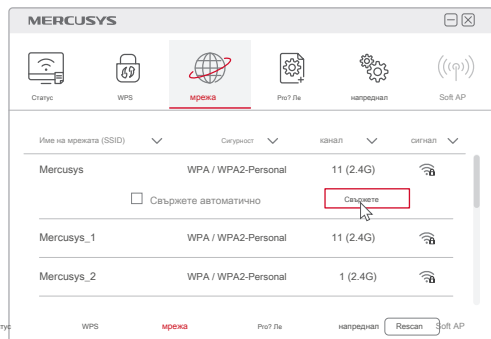 MERCUSYS
Статус WPS мрежа Pro? Ле напреднал Soft AP
Име на мрежата (SSID) Сигурност канал сигнал
Mercusys WPA / WPA2-Personal 11 (2.4G)
Свържете автоматично Свържете
Mercusys_1 WPA / WPA2-Personal 11 (2.4G)
Mercusys_2 WPA / WPA2-Personal 1 (2.4G)
тус WPS мрежа Pro? Ле напреднал Rescan Soft AP